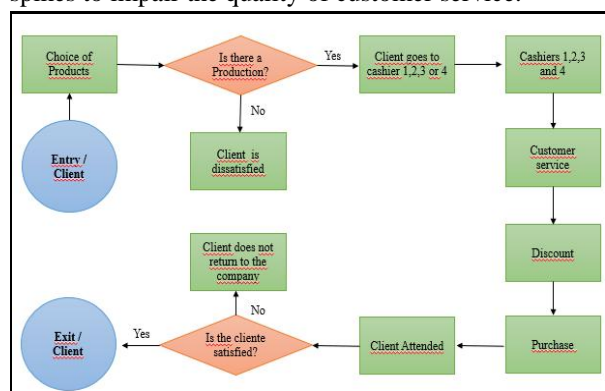 spikes to impair the quality of customer service.
Choice of
Products
Is there a
Production?
Yes
Client goes to
cashier 1,2,3 or 4
Cashiers 1,2,3
and 4
No
Entry /
Client
Client is
dissatisfied
Customer
service
Client does not
return to the
company
Discount
No
Exit /
Client
Yes
Is the cliente
satisfied?
Client Attended
Purchase